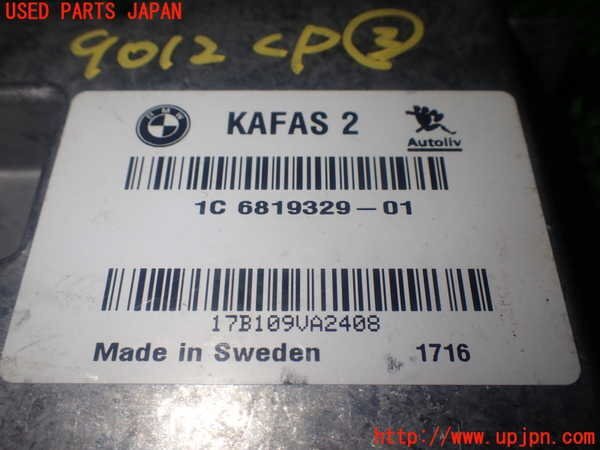 USED PARTS JAPAN
9012 CP ③
BMW
KAFAS 2
Autoliv
1C 6819329-01
17B109VA2408
Made in Sweden 1716
http://www.upjpn.com